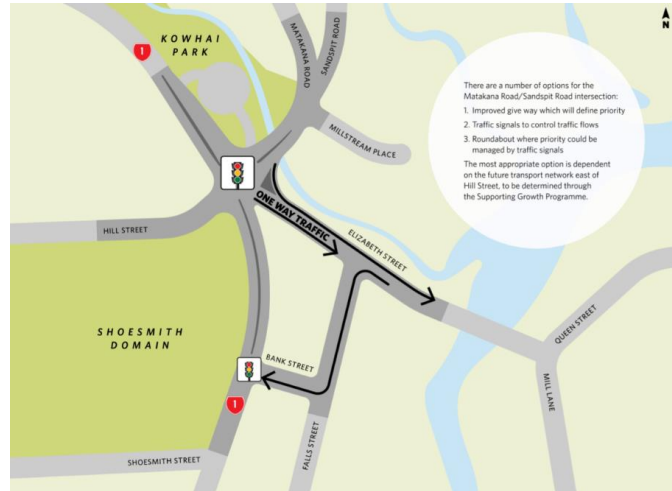 N
KOWHAI
PARK
1
MATAKANA ROAD
SANDSPIT ROAD
There are a number of options for the
Matakana Road/Sandspit Road intersection:
1. Improved give way which will define priority
2. Traffic signals to control traffic flows
3. Roundabout where priority could be
managed by traffic signals
The most appropriate option is dependent
on the future transport network east of
Hill Street, to be determined through
the Supporting Growth Programme.
MILLSTREAM PLACE
ONE WAY TRAFFIC
ELIZABETH STREET
HILL STREET
SHOESMITH
DOMAIN
BANK STREET
QUEEN STREET
MILL LANE
1
FALLS STREET
SHOESMITH STREET